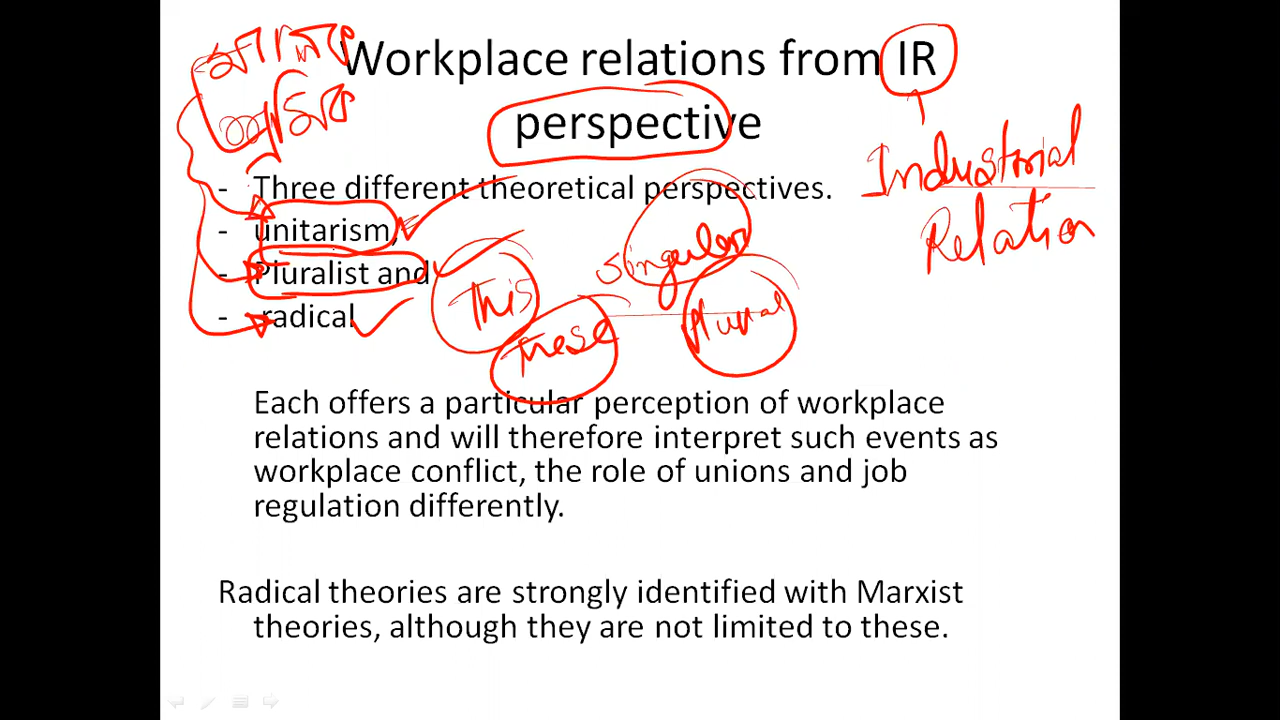 Workplace relations from IR
perspective
Industrial
Relation
- Three different theoretical perspectives.
- unitarism,
- Pluralist and
- radical
Singular
This
Plural
These
Each offers a particular perception of workplace
relations and will therefore interpret such events as
workplace conflict, the role of unions and job
regulation differently.
Radical theories are strongly identified with Marxist
theories, although they are not limited to these.